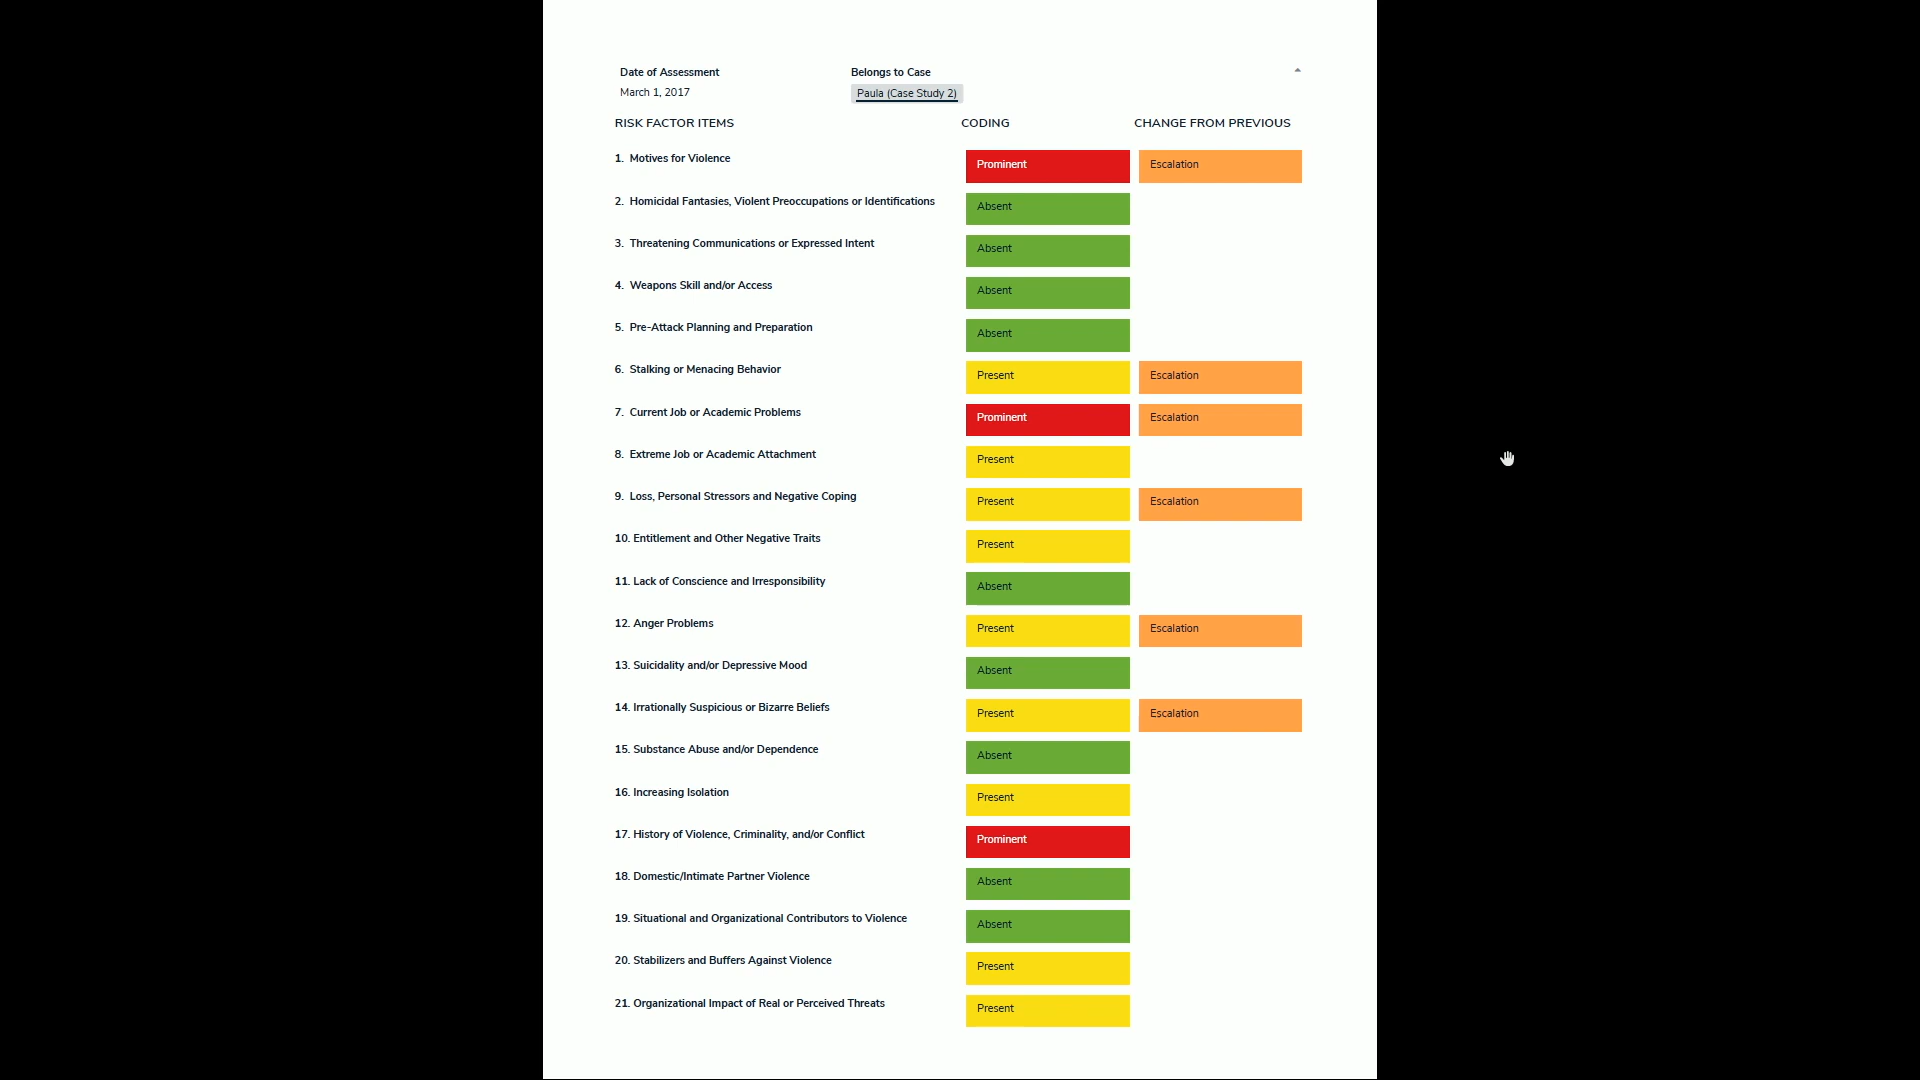 Date of Assessment Belongs to Case
March 1, 2017 Paula (Case Study 2)
RISK FACTOR ITEMS CODING CHANGE FROM PREVIOUS
1. Motives for Violence Prominent Escalation
2. Homicidal Fantasies, Violent Preoccupations or Identifications Absent
3. Threatening Communications or Expressed Intent Absent
4. Weapons Skill and/or Access Absent
5. Pre-Attack Planning and Preparation Absent
6. Stalking or Menacing Behavior Present Escalation
7. Current Job or Academic Problems Prominent Escalation
8. Extreme Job or Academic Attachment Present
9. Loss, Personal Stressors and Negative Coping Present Escalation
10. Entitlement and Other Negative Traits Present
11. Lack of Conscience and Irresponsibility Absent
12. Anger Problems Present Escalation
13. Suicidality and/or Depressive Mood Absent
14. Irrationally Suspicious or Bizarre Beliefs Present Escalation
15. Substance Abuse and/or Dependence Absent
16. Increasing Isolation Present
17. History of Violence, Criminality, and/or Conflict Prominent
18. Domestic/Intimate Partner Violence Absent
19. Situational and Organizational Contributors to Violence Absent
20. Stabilizers and Buffers Against Violence Present
21. Organizational Impact of Real or Perceived Threats Present